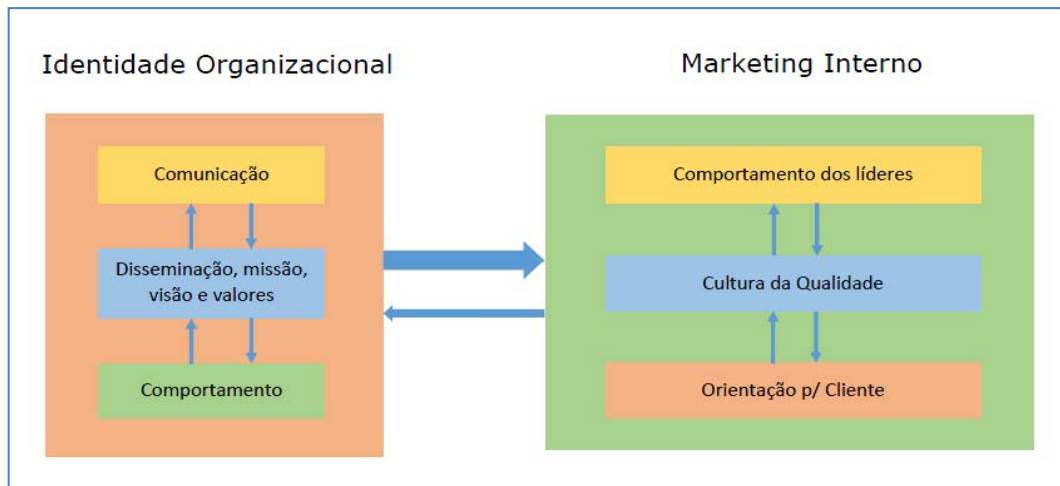 Identidade Organizacional
Marketing Interno
Comunicação
Disseminação, missão,
visão e valores
Comportamento
Comportamento dos líderes
Cultura da Qualidade
Orientação p/ Cliente